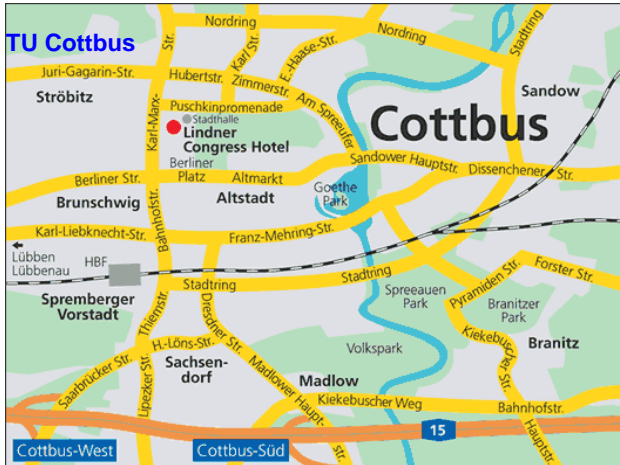 Nordring
Nordring
Stadtring
TU Cottbus
Str.
Karl Str.
E.-Haase-Str.
Juri-Gagarin-Str.
Hubertstr.
Zimmerstr.
Ströbitz
Sandow
Puschkinpromenade
Am Spreeufer
Stadthalle
Lindner
Congress Hotel
Cottbus
Karl-Marx-
Berliner
Platz
Altmarkt
Sandower Hauptstr.
Dissenchener
Str.
Berliner Str.
Goethe
Park
Brunschwig
Altstadt
Bahnhofstr.
Karl-Liebknecht-Str.
Franz-Mehring-Str.
Lübben
Lübbenau
HBF
Stadtring
Stadtring
Pyramiden Str.
Forster Str.
Spreeauen
Park
Branitzer
Park
Spremberger
Vorstadt
Thiemstr.
Dresdner Str.
Kiekebuscher Str.
Branitz
H.-Löns-Str.
Volkspark
Sachsen-
dorf
Saarbrücker Str.
Lipezker Str.
Madlow
Madlower Haupt-
str.
Kiekebuscher Weg
Bahnhofstr.
Hauptstr.
15
Cottbus-West
Cottbus-Süd